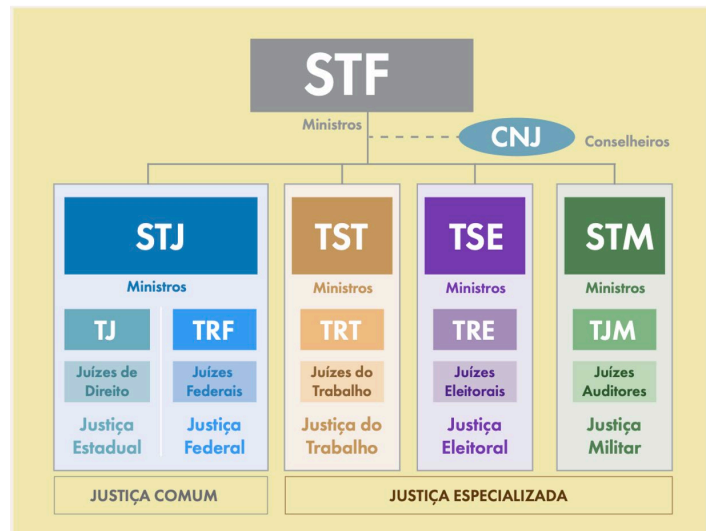 STF
Ministros
CNJ
Conselheiros
STJ
Ministros
TJ
TRF
Juízes de
Direito
Juízes
Federais
Justiça
Estadual
Justiça
Federal
TST
Ministros
TRT
Juízes do
Trabalho
Justiça do
Trabalho
TSE
Ministros
TRE
Juízes
Eleitorais
Justiça
Eleitoral
STM
Ministros
TJM
Juízes
Auditores
Justiça
Militar
JUSTIÇA COMUM
JUSTIÇA ESPECIALIZADA